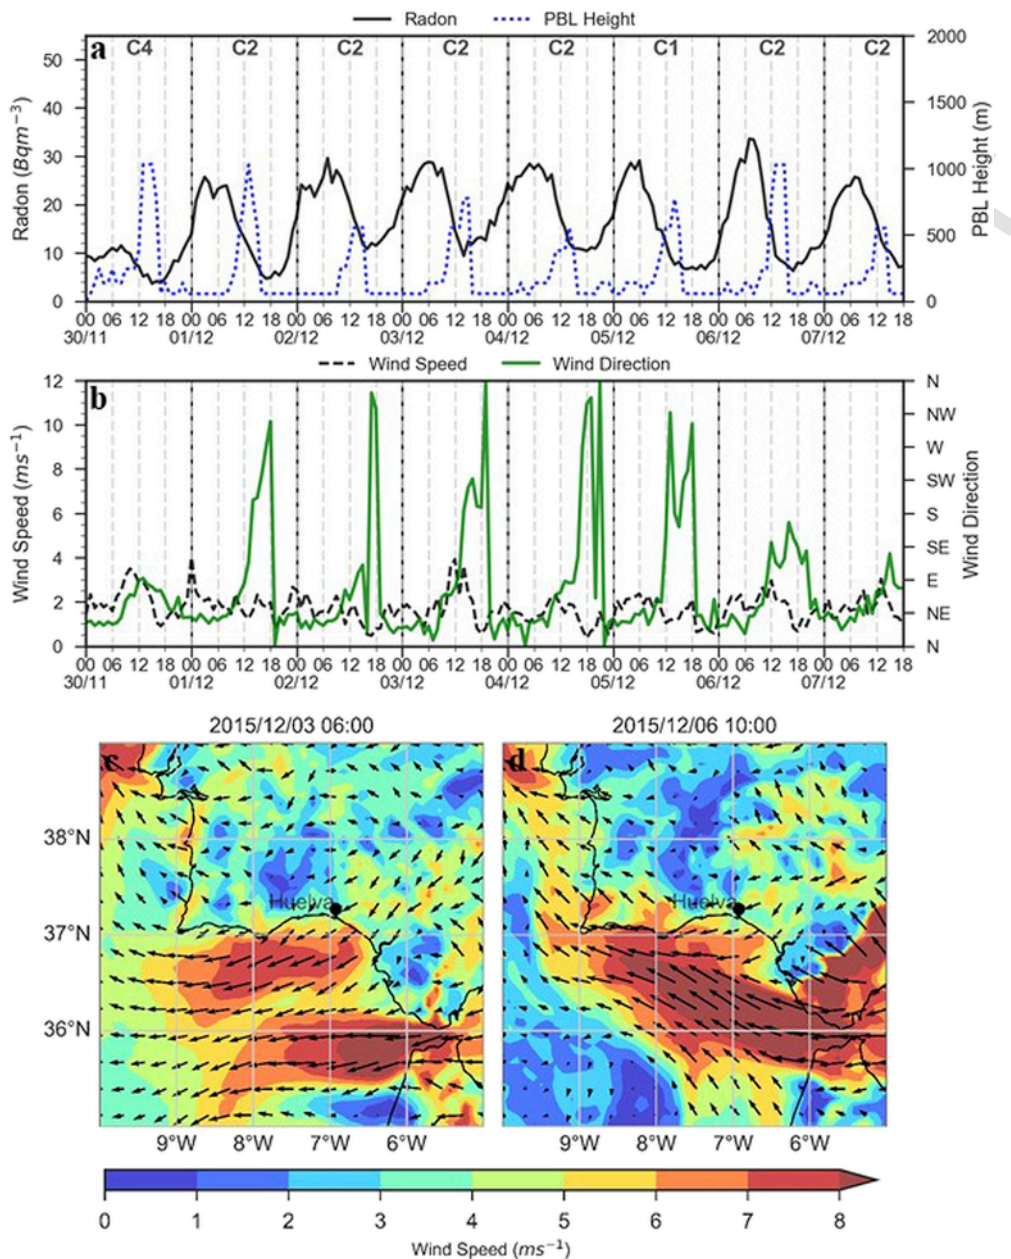 Radon PBL Height
a C4 C2 C2 C2 C2 C1 C2 C2
50
40
30
20
10
0
Radon (Bqm⁻³)
2000
1500
1000
500
0
PBL Height (m)
00 06 12 18 00 06 12 18 00 06 12 18 00 06 12 18 00 06 12 18 00 06 12 18 00 06 12 18 00 06 12 18
30/11 01/12 02/12 03/12 04/12 05/12 06/12 07/12
Wind Speed Wind Direction
b
12
10
8
6
4
2
0
Wind Speed (ms⁻¹)
N
NW
W
SW
S
SE
E
NE
N
Wind Direction
00 06 12 18 00 06 12 18 00 06 12 18 00 06 12 18 00 06 12 18 00 06 12 18 00 06 12 18 00 06 12 18
30/11 01/12 02/12 03/12 04/12 05/12 06/12 07/12
2015/12/03 06:00 2015/12/06 10:00
c d
38°N
Huelva Huelva
37°N
36°N
9°W 8°W 7°W 6°W 9°W 8°W 7°W 6°W
0 1 2 3 4 5 6 7 8
Wind Speed (ms⁻¹)